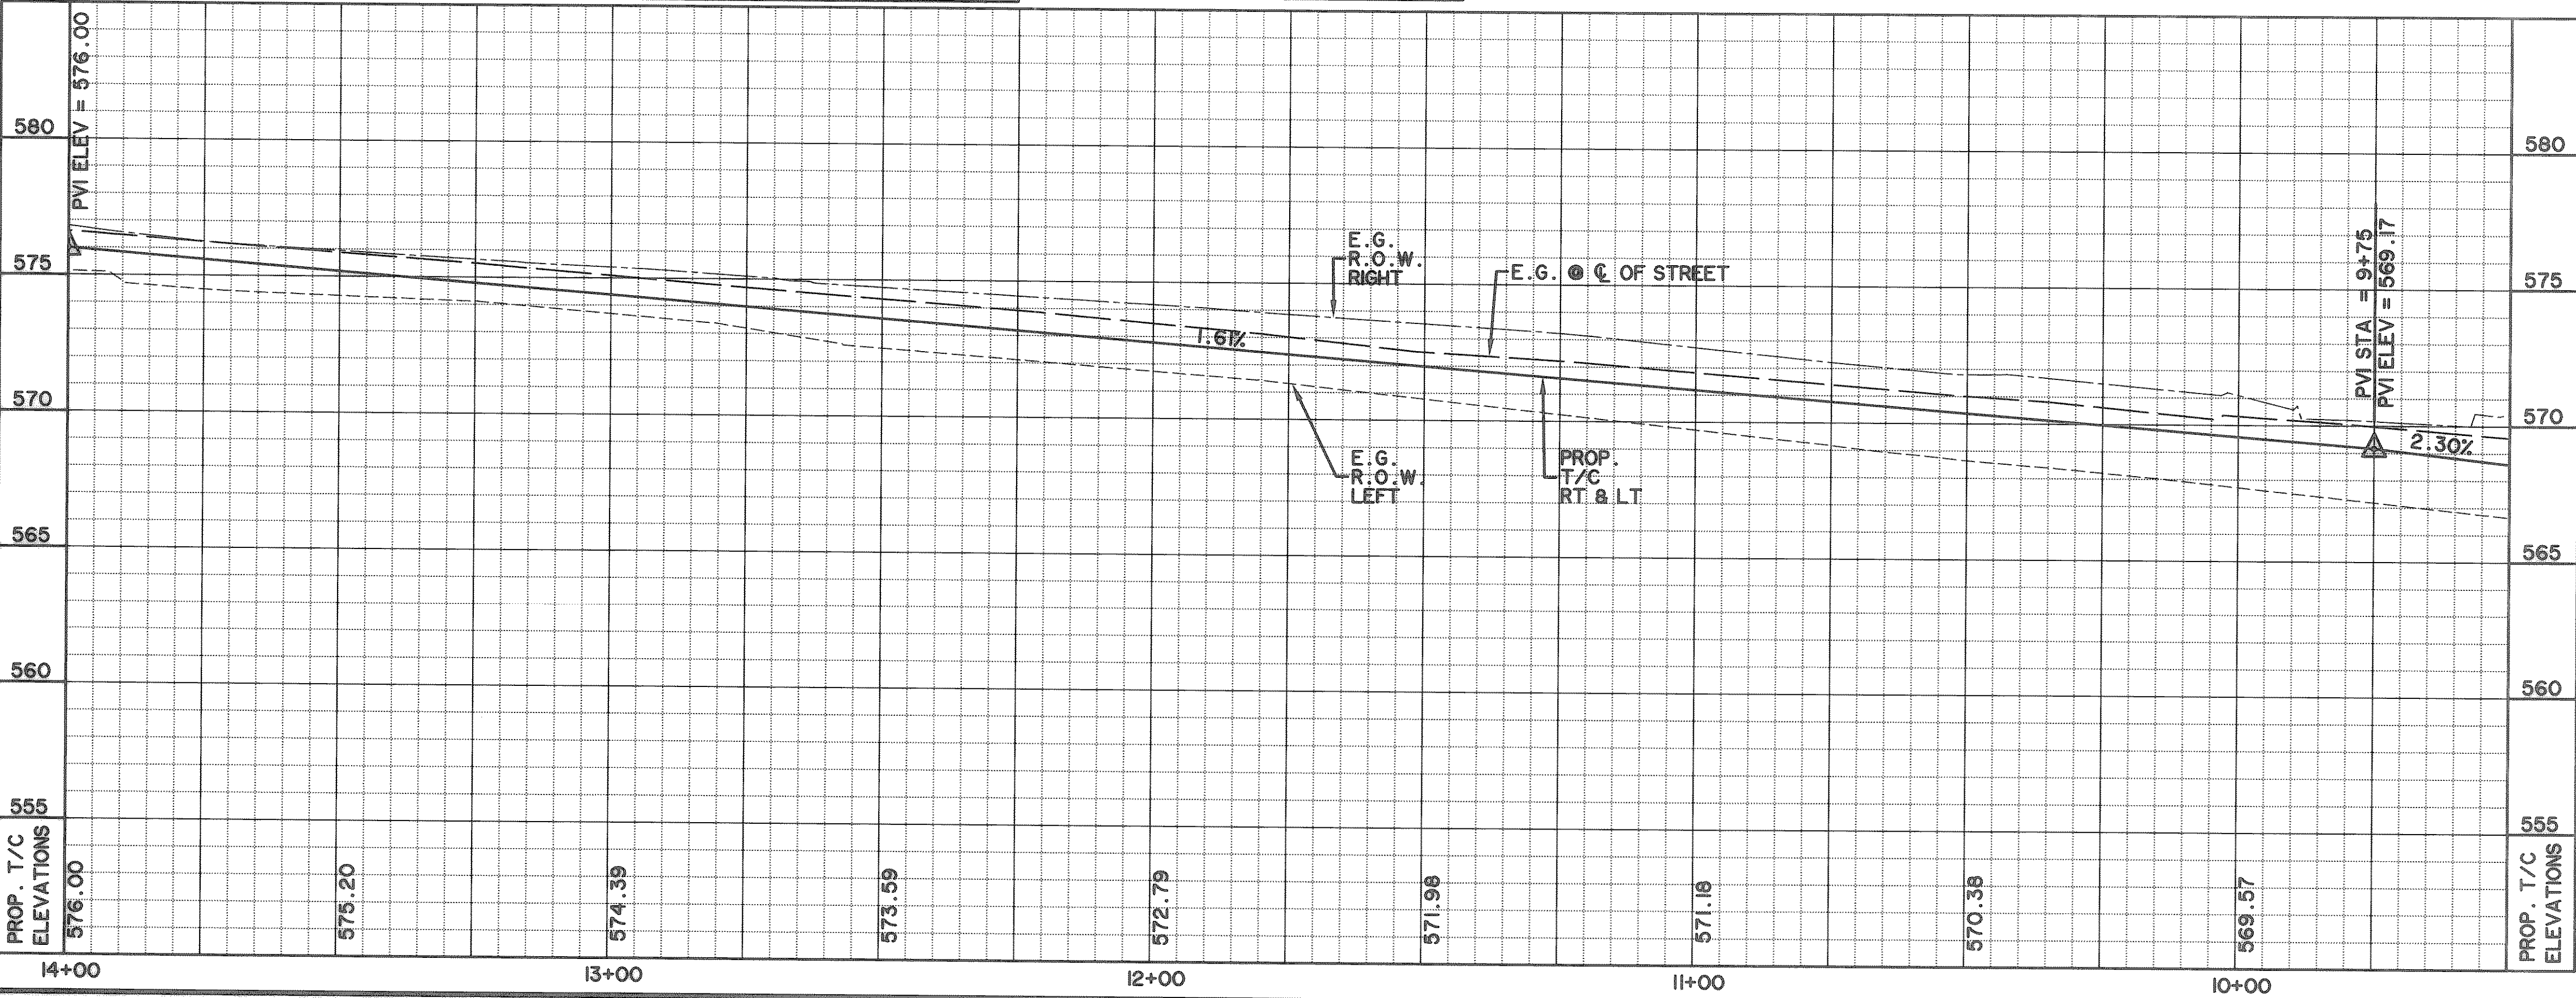 PVI ELEV = 576.00
580
575
570
565
560
555
E.G.
R.O.W.
RIGHT
E.G. @ ℄ OF STREET
1.61%
E.G.
R.O.W.
LEFT
PROP.
T/C
RT & LT
PVI STA = 9+75
PVI ELEV = 569.17
2.30%
580
575
570
565
560
555
PROP. T/C
ELEVATIONS
576.00
575.20
574.39
573.59
572.79
571.98
571.18
570.38
569.57
PROP. T/C
ELEVATIONS
14+00
13+00
12+00
11+00
10+00